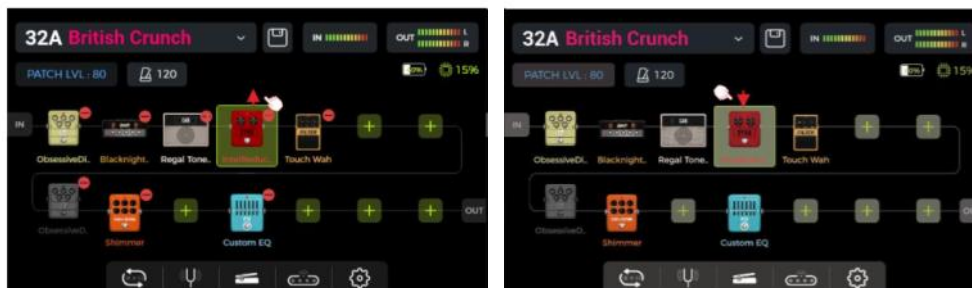 32A British Crunch
IN
OUT
L
R
PATCH LVL : 80
120
15%
IN
ObsessiveDi..
Blacknight..
Regal Tone..
Touch Wah
ObsessiveD..
Shimmer
Custom EQ
OUT
32A British Crunch
IN
OUT
PATCH LVL : 80
120
15%
IN
ObsessiveDi..
Blacknight..
Regal Tone..
Touch Wah
ObsessiveD..
Shimmer
Custom EQ